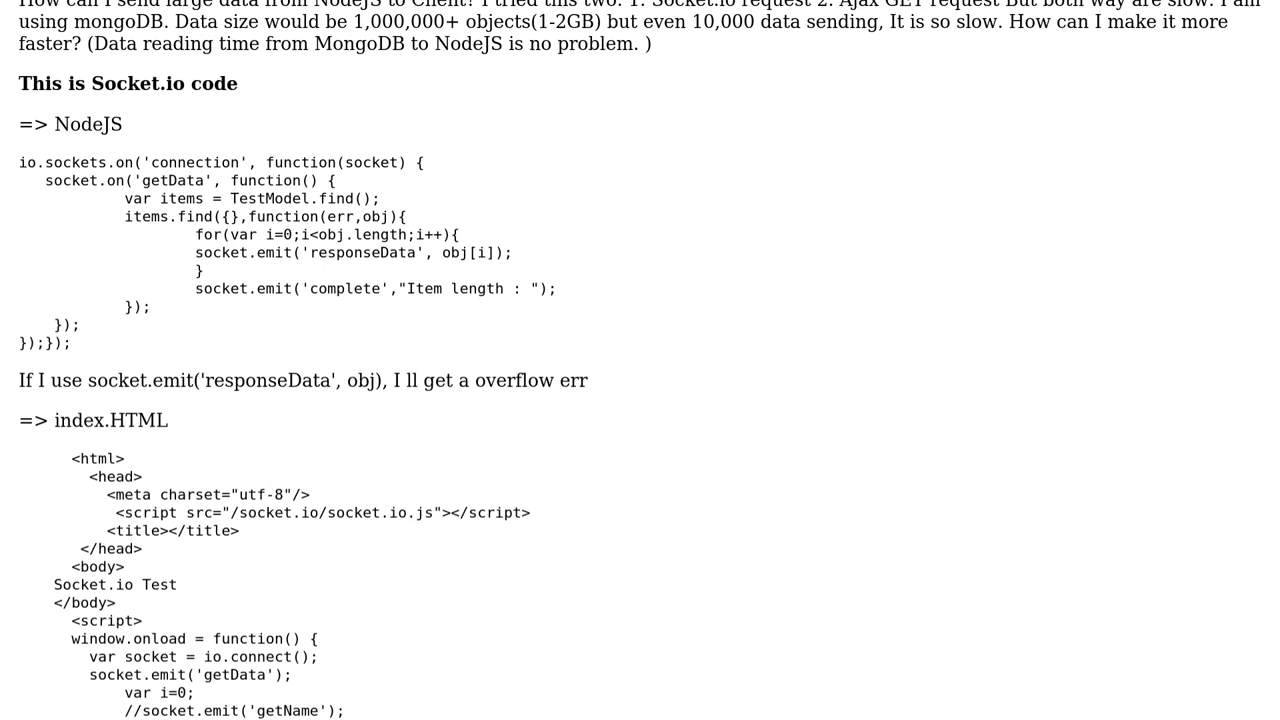 How can I send large data from NodeJS to Client? I tried this two. 1. Socket.io request 2. Ajax GET request But both way are slow. I am
using mongoDB. Data size would be 1,000,000+ objects(1-2GB) but even 10,000 data sending, It is so slow. How can I make it more
faster? (Data reading time from MongoDB to NodeJS is no problem. )
This is Socket.io code
=> NodeJS
io.sockets.on('connection', function(socket) {
   socket.on('getData', function() {
            var items = TestModel.find();
            items.find({},function(err,obj){
                    for(var i=0;i<obj.length;i++){
                    socket.emit('responseData', obj[i]);
                    }
                    socket.emit('complete',"Item length : ");
            });
    });
});});
If I use socket.emit('responseData', obj), I ll get a overflow err
=> index.HTML
      <html>
        <head>
          <meta charset="utf-8"/>
           <script src="/socket.io/socket.io.js"></script>
          <title></title>
       </head>
      <body>
    Socket.io Test
    </body>
      <script>
      window.onload = function() {
        var socket = io.connect();
        socket.emit('getData');
            var i=0;
            //socket.emit('getName');